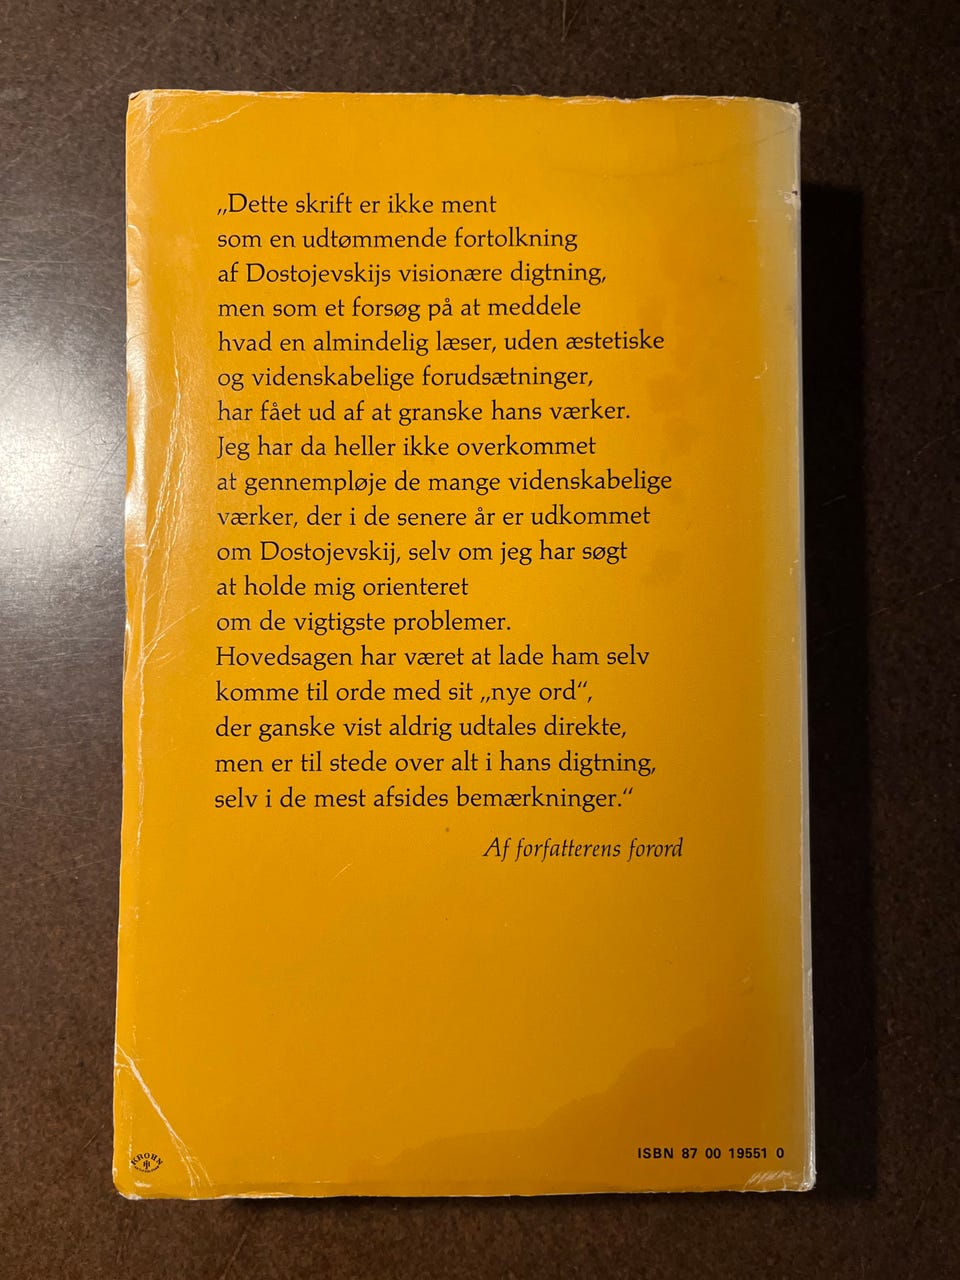 „Dette skrift er ikke ment
som en udtømmende fortolkning
af Dostojevskijs visionære digtning,
men som et forsøg på at meddele
hvad en almindelig læser, uden æstetiske
og videnskabelige forudsætninger,
har fået ud af at granske hans værker.
Jeg har da heller ikke overkommet
at gennempløje de mange videnskabelige
værker, der i de senere år er udkommet
om Dostojevskij, selv om jeg har søgt
at holde mig orienteret
om de vigtigste problemer.
Hovedsagen har været at lade ham selv
komme til orde med sit „nye ord“,
der ganske vist aldrig udtales direkte,
men er til stede over alt i hans digtning,
selv i de mest afsides bemærkninger.“
Af forfatterens forord
KROHN
ISBN 87 00 19551 0